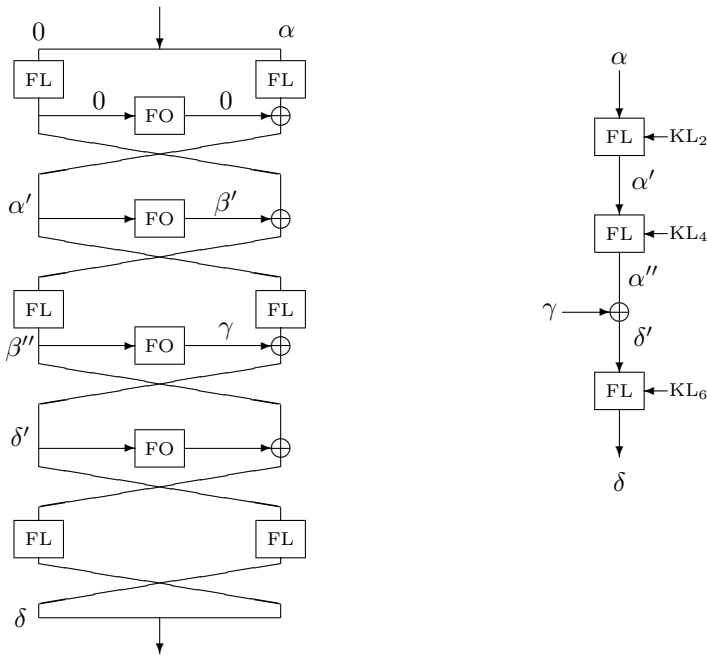 0 α
FL FL
0 FO 0
α′ FO β′
FL FL
β″ FO γ
δ′ FO
FL FL
δ
α
FL KL₂
α′
FL KL₄
α″
γ
δ′
FL KL₆
δ